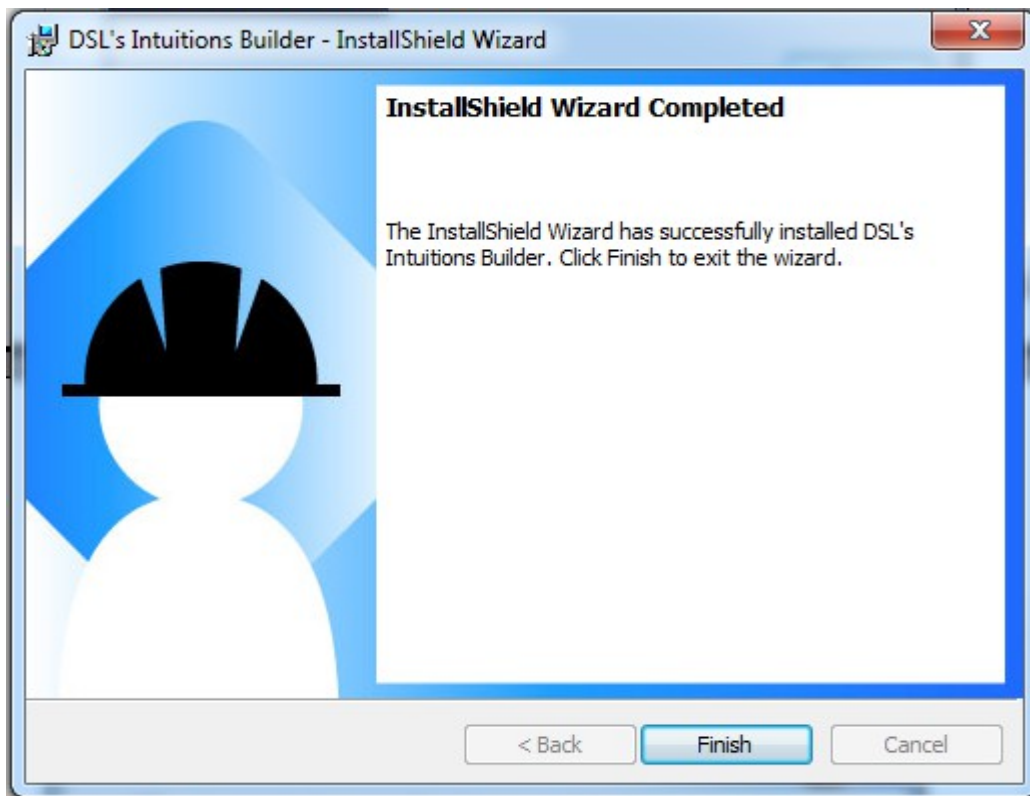 DSL's Intuitions Builder - InstallShield Wizard
InstallShield Wizard Completed
The InstallShield Wizard has successfully installed DSL's
Intuitions Builder. Click Finish to exit the wizard.
< Back
Finish
Cancel